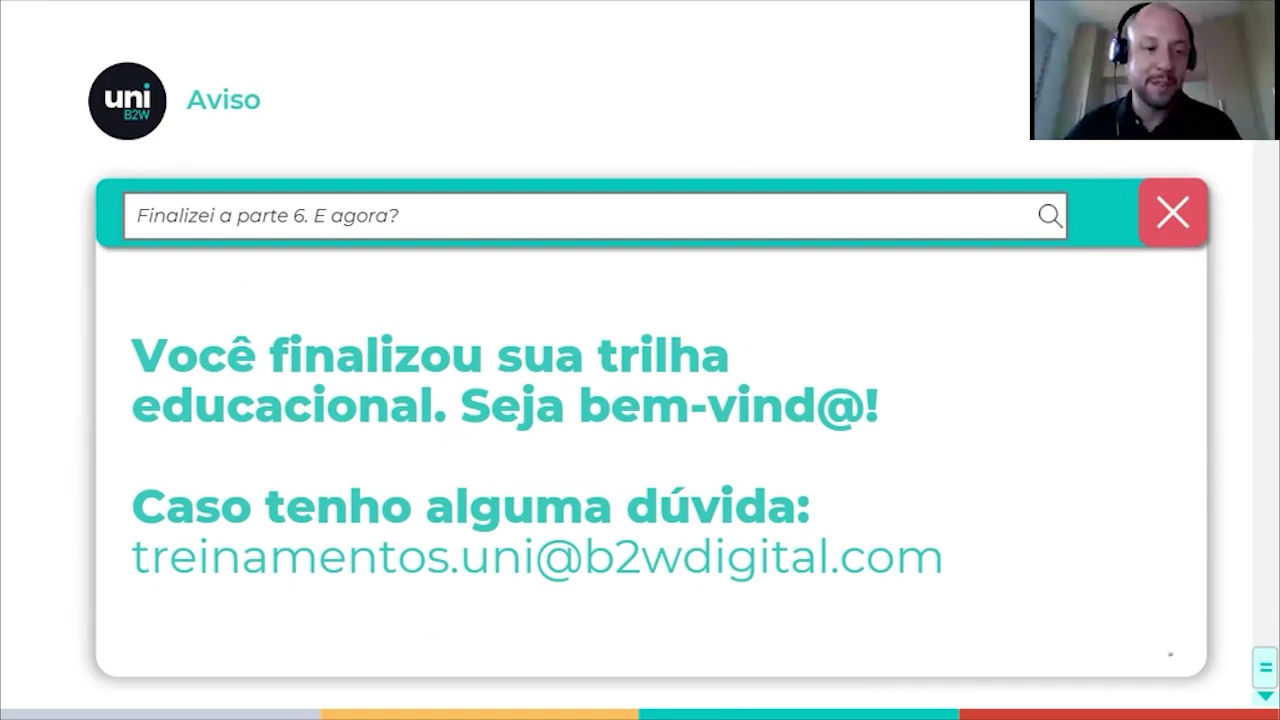 uni
B2W
Aviso
Finalizei a parte 6. E agora?
Você finalizou sua trilha
educacional. Seja bem-vind@!
Caso tenho alguma dúvida:
treinamentos.uni@b2wdigital.com
*